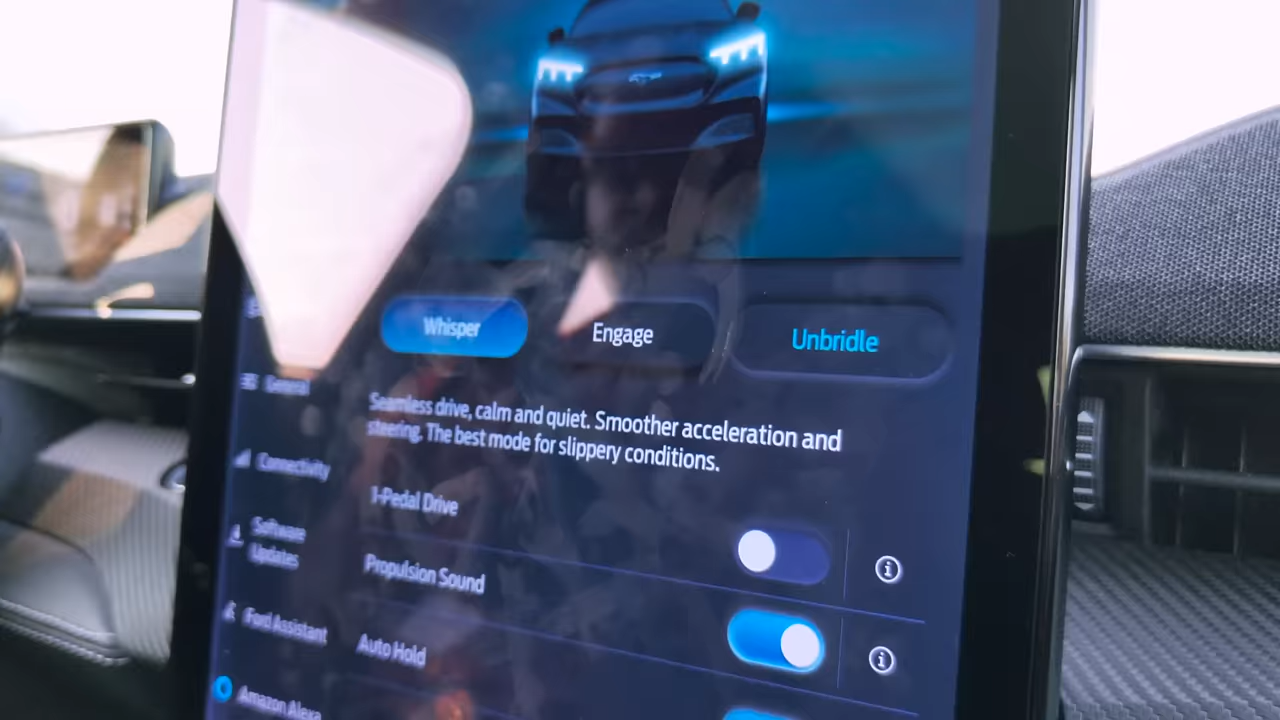 Whisper
Engage
Unbridle
Seamless drive, calm and quiet. Smoother acceleration and
steering. The best mode for slippery conditions.
1-Pedal Drive
Propulsion Sound
Auto Hold
General
Connectivity
Software
Updates
Ford Assistant
Amazon Alexa